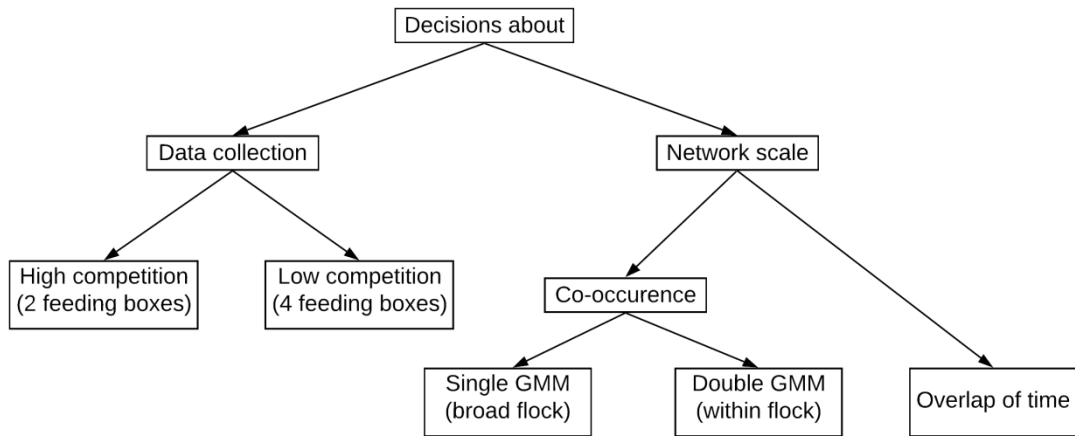 Decisions about
Data collection
Network scale
High competition
(2 feeding boxes)
Low competition
(4 feeding boxes)
Co-occurence
Single GMM
(broad flock)
Double GMM
(within flock)
Overlap of time